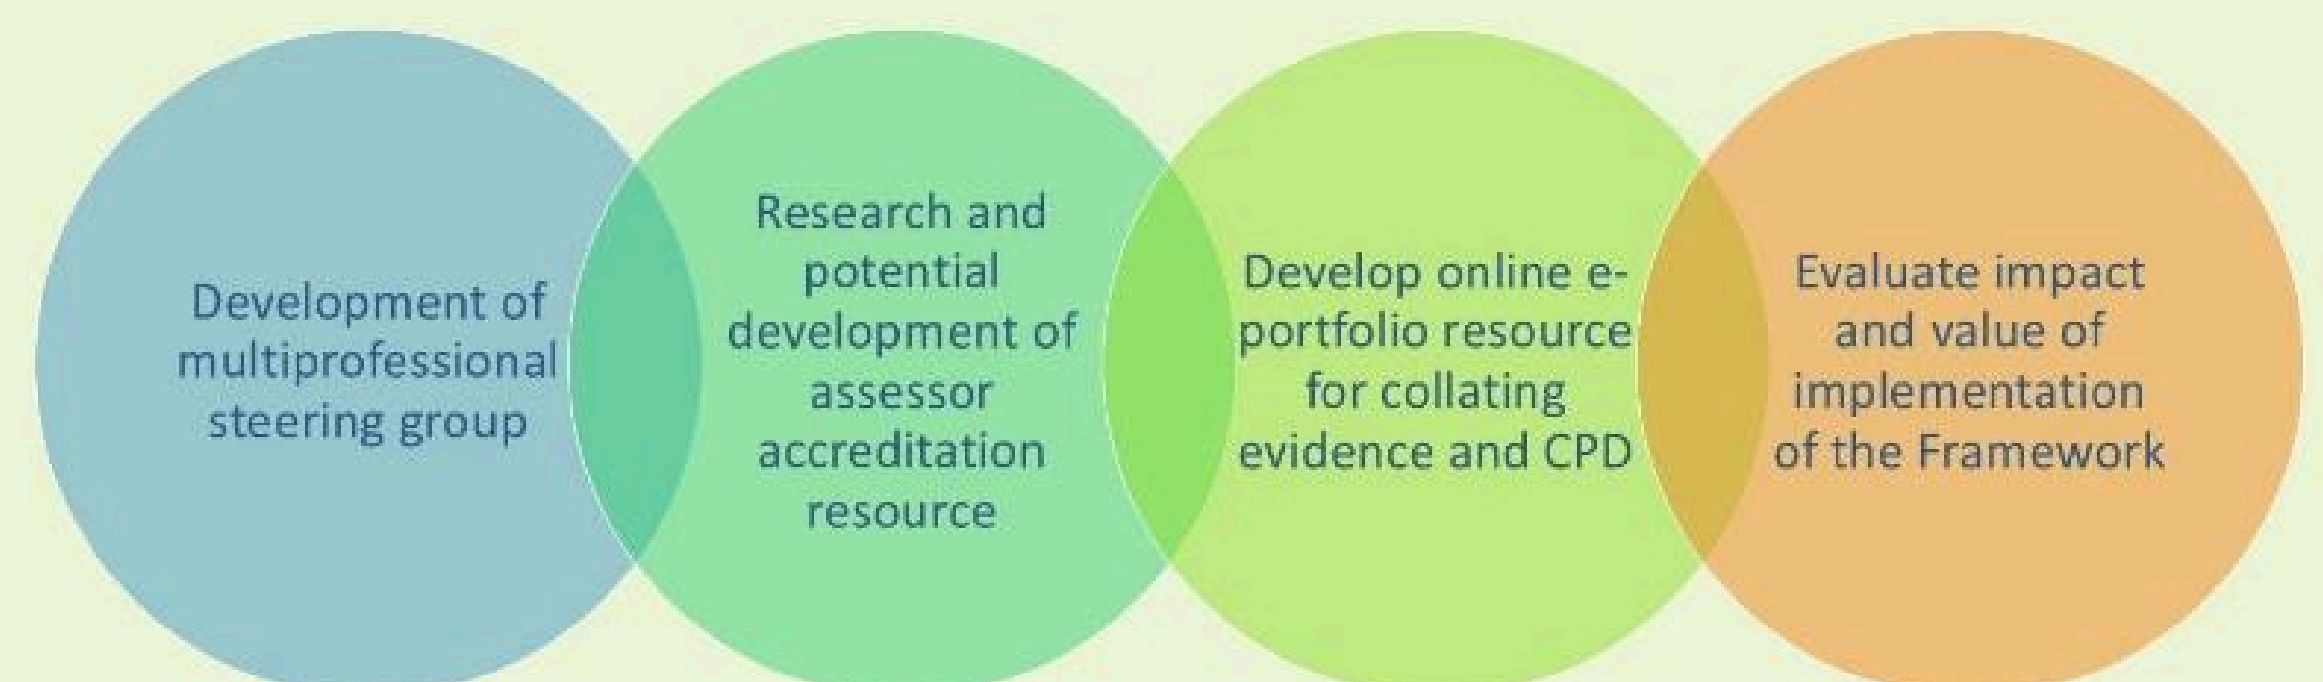 Development of
multiprofessional
steering group
Research and
potential
development of
assessor
accreditation
resource
Develop online e-
portfolio resource
for collating
evidence and CPD
Evaluate impact
and value of
implementation
of the Framework